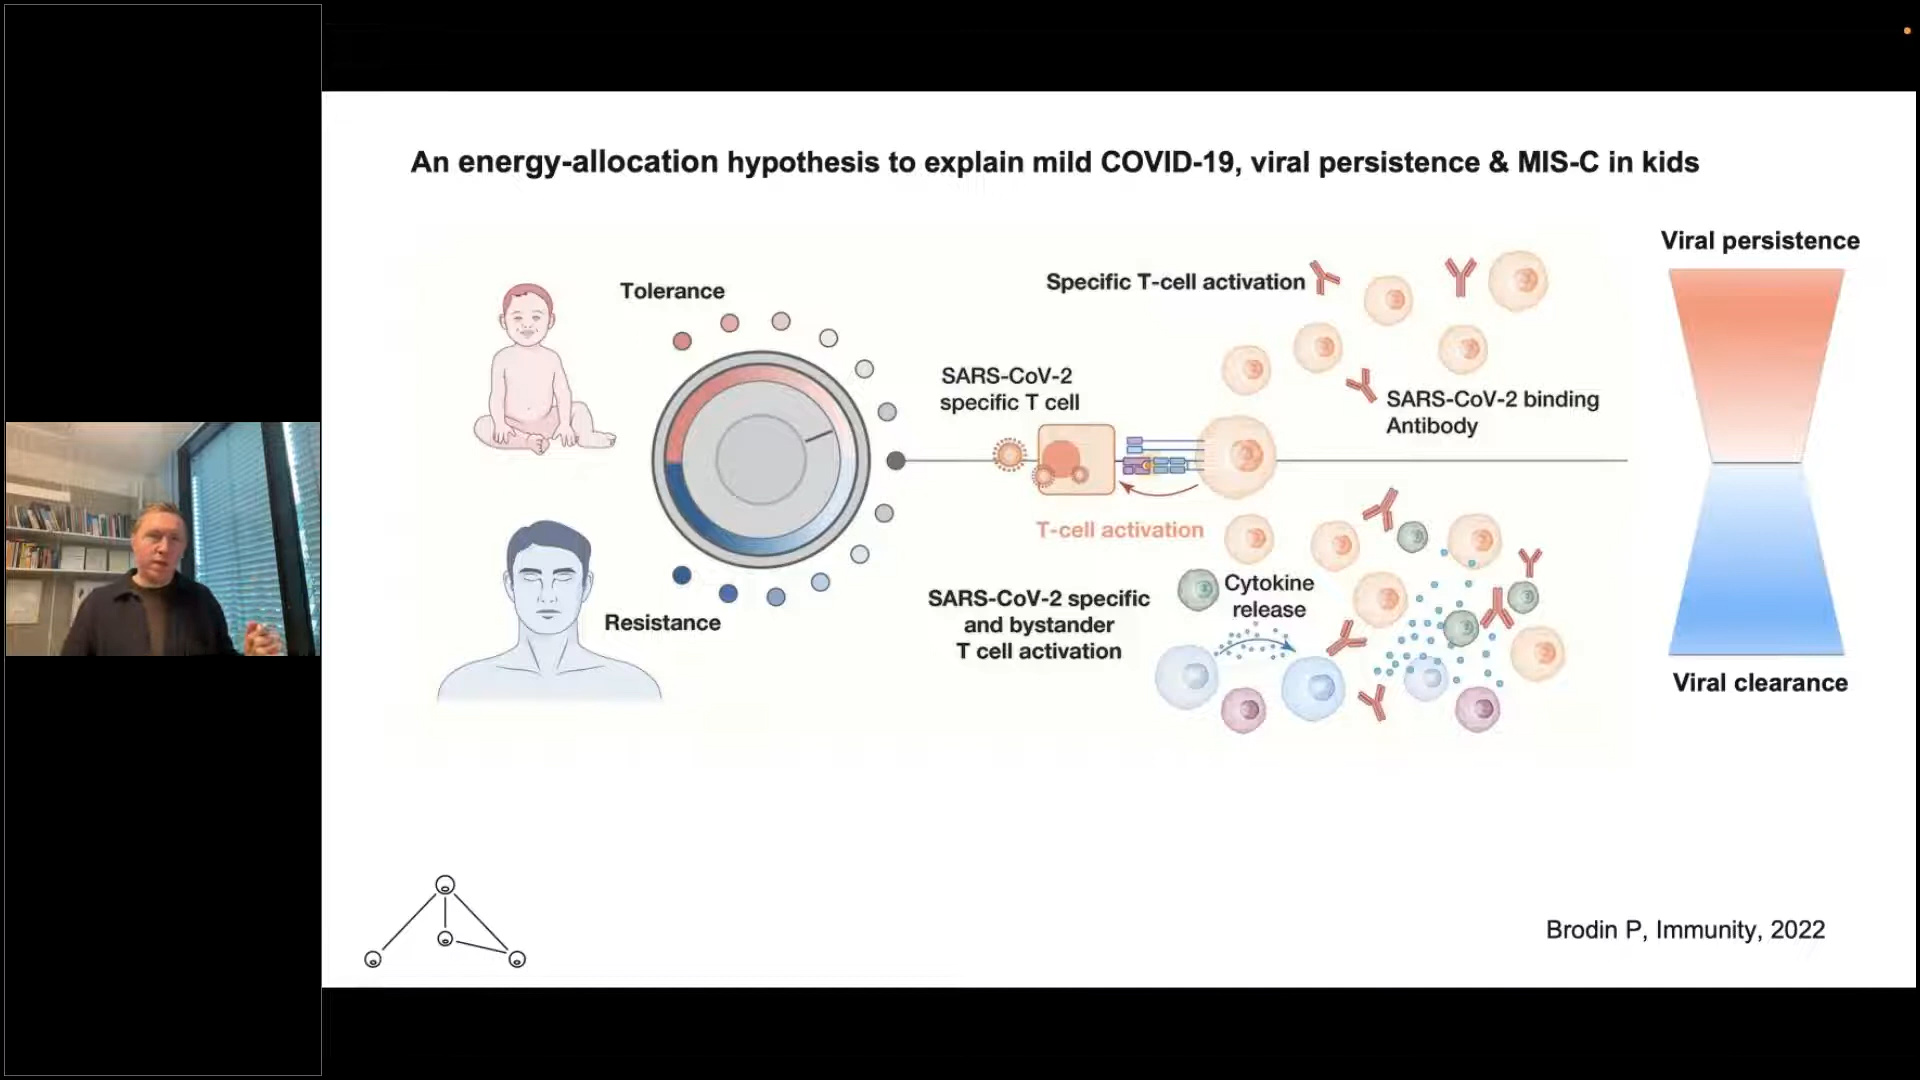 An energy-allocation hypothesis to explain mild COVID-19, viral persistence & MIS-C in kids
Viral persistence
Tolerance
Specific T-cell activation
SARS-CoV-2
specific T cell
SARS-CoV-2 binding
Antibody
T-cell activation
Cytokine
release
SARS-CoV-2 specific
and bystander
T cell activation
Resistance
Viral clearance
Brodin P, Immunity, 2022